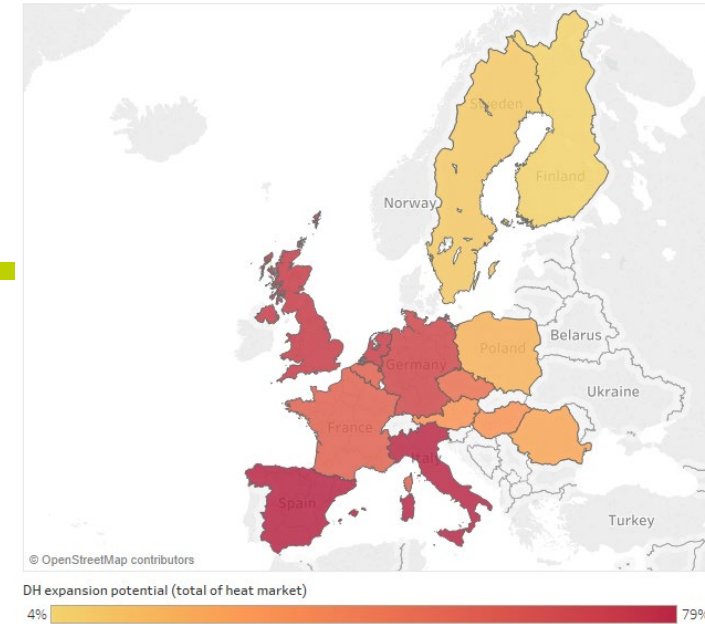 Sweden
Finland
Norway
Belarus
Poland
Germany
Ukraine
France
Italy
Spain
Turkey
© OpenStreetMap contributors
DH expansion potential (total of heat market)
4% 79%